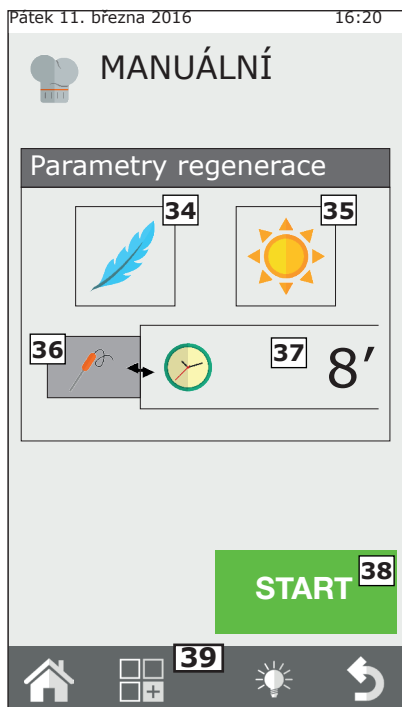 Pátek 11. března 2016 16:20
MANUÁLNÍ
Parametry regenerace
34 35
36 37 8′
START 38
39